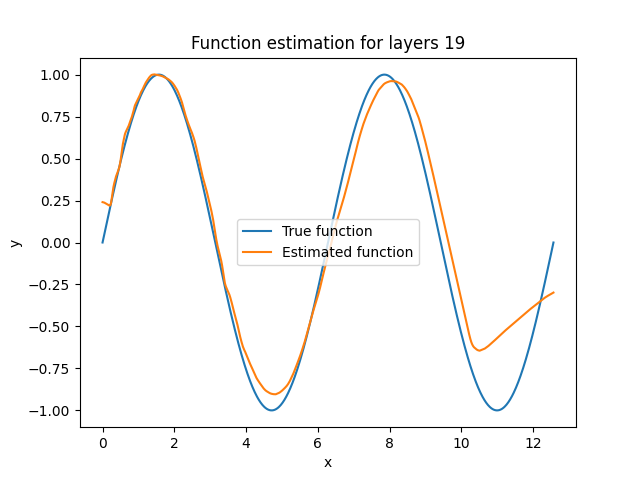 Function estimation for layers 19
1.00
0.75
0.50
0.25
0.00
−0.25
−0.50
−0.75
−1.00
y
True function
Estimated function
0 2 4 6 8 10 12
x